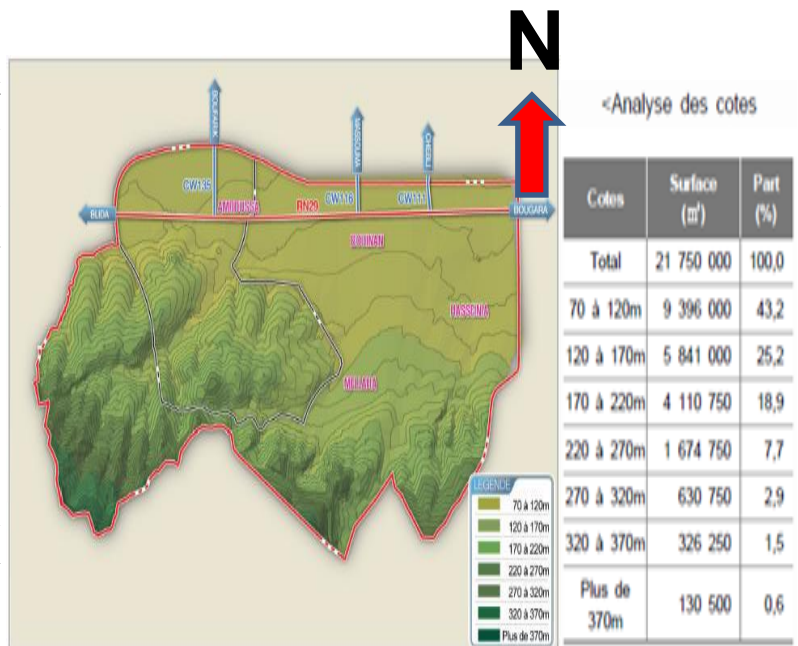 N
BOUFARIK
MASSOUMA
CHEBLI
CW135
CW116
CW111
AMROUSSA
RN29
BLIDA
BOUGARA
BOUINAN
HASSENIA
MELLAHA
LEGENDE
70 à 120m
120 à 170m
170 à 220m
220 à 270m
270 à 320m
320 à 370m
Plus de 370m
<Analyse des cotes
Cotes Surface (㎡) Part (%)
Total 21 750 000 100,0
70 à 120m 9 396 000 43,2
120 à 170m 5 841 000 25,2
170 à 220m 4 110 750 18,9
220 à 270m 1 674 750 7,7
270 à 320m 630 750 2,9
320 à 370m 326 250 1,5
Plus de 370m 130 500 0,6